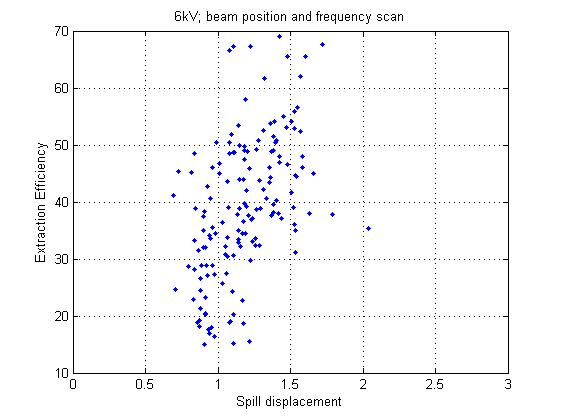 6kV; beam position and frequency scan
70
60
50
40
30
20
10
Extraction Efficiency
0 0.5 1 1.5 2 2.5 3
Spill displacement